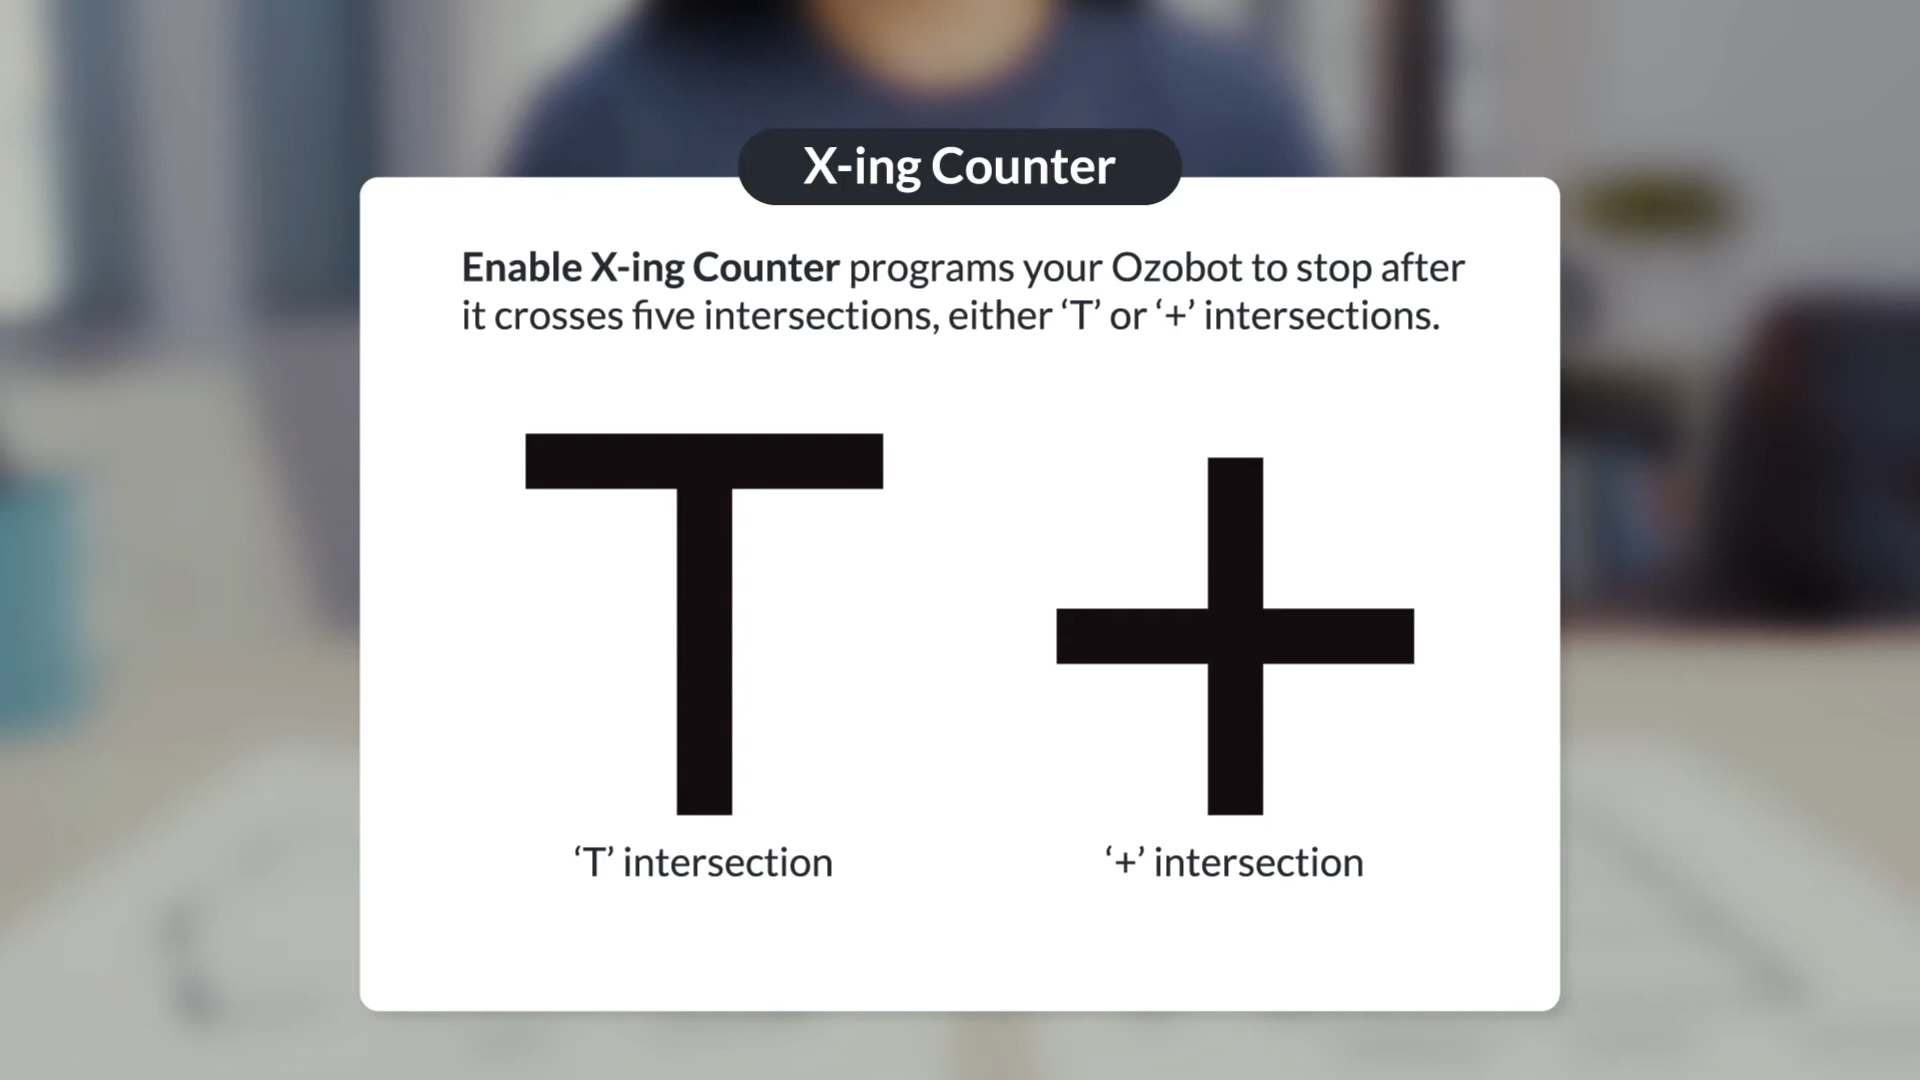 X-ing Counter
Enable X-ing Counter programs your Ozobot to stop after
it crosses five intersections, either ‘T’ or ‘+’ intersections.
‘T’ intersection
‘+’ intersection